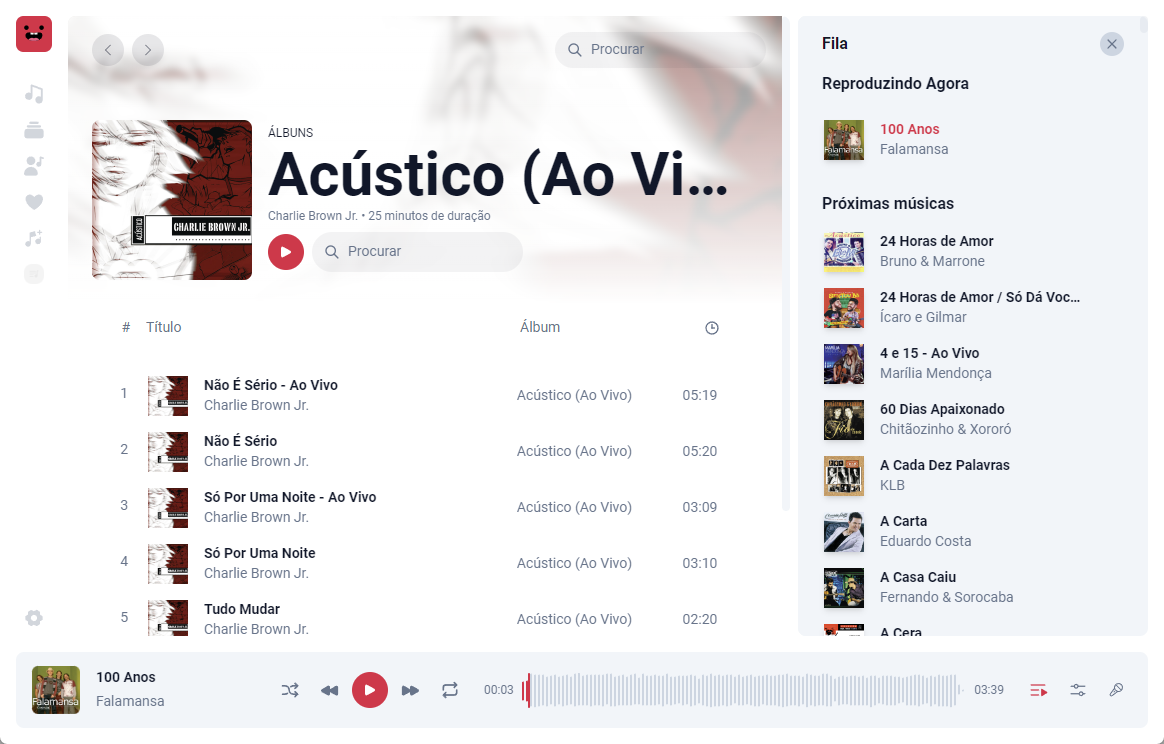 Procurar
ÁLBUNS
Acústico (Ao Vi...
Charlie Brown Jr. • 25 minutos de duração
Procurar
ACÚSTICO
CHARLIE BROWN JR.
# Título Álbum
1 Não É Sério - Ao Vivo Acústico (Ao Vivo) 05:19
Charlie Brown Jr.
2 Não É Sério Acústico (Ao Vivo) 05:20
Charlie Brown Jr.
3 Só Por Uma Noite - Ao Vivo Acústico (Ao Vivo) 03:09
Charlie Brown Jr.
4 Só Por Uma Noite Acústico (Ao Vivo) 03:10
Charlie Brown Jr.
5 Tudo Mudar Acústico (Ao Vivo) 02:20
Charlie Brown Jr.
Fila
Reproduzindo Agora
Falamansa
100 Anos
Falamansa
Próximas músicas
24 Horas de Amor
Bruno & Marrone
24 Horas de Amor / Só Dá Voc...
Ícaro e Gilmar
4 e 15 - Ao Vivo
Marília Mendonça
60 Dias Apaixonado
Chitãozinho & Xororó
A Cada Dez Palavras
KLB
A Carta
Eduardo Costa
A Casa Caiu
Fernando & Sorocaba
A Cera
Falamansa
100 Anos
Falamansa
00:03
03:39